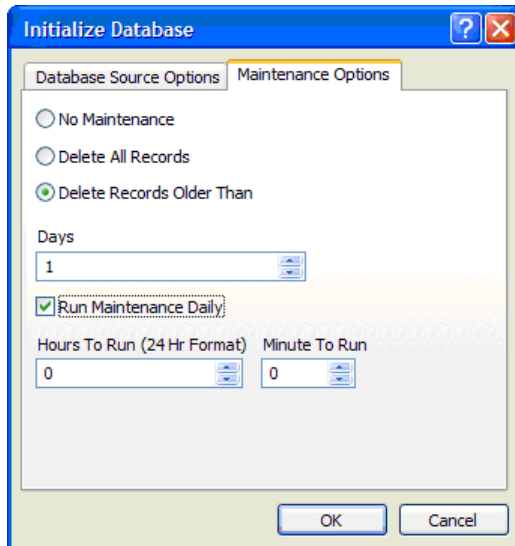 Initialize Database
Database Source Options Maintenance Options
No Maintenance
Delete All Records
Delete Records Older Than
Days
1
Run Maintenance Daily
Hours To Run (24 Hr Format) Minute To Run
0 0
OK Cancel